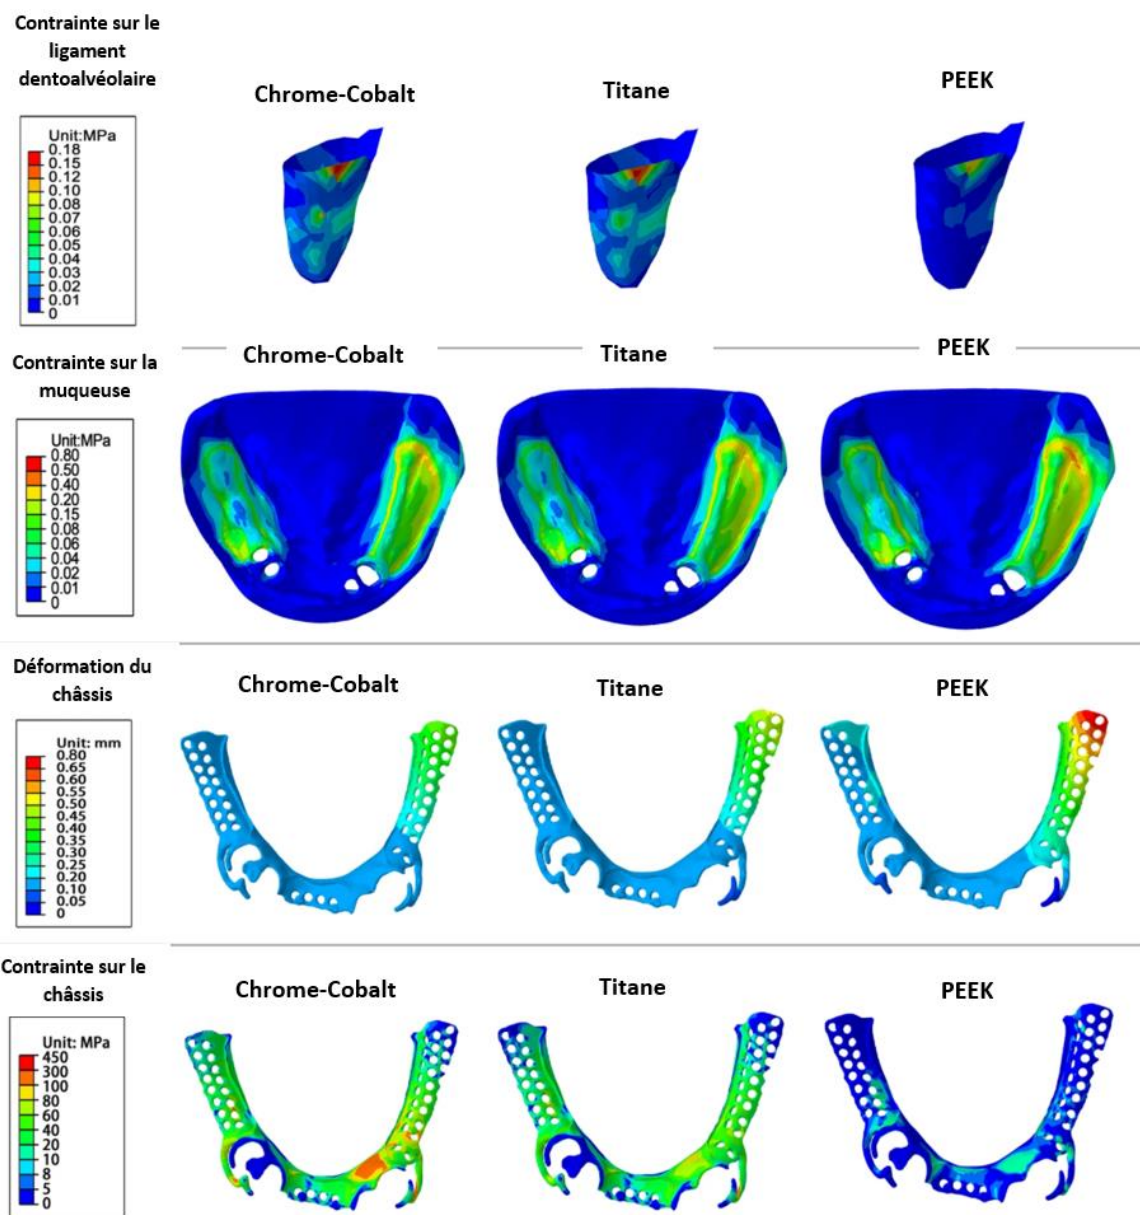 Contrainte sur le
ligament
dentoalvéolaire
Chrome-Cobalt
Titane
PEEK
Unit:MPa
0.18
0.15
0.12
0.10
0.08
0.07
0.06
0.05
0.04
0.03
0.02
0.01
0
Contrainte sur la
muqueuse
Chrome-Cobalt
Titane
PEEK
Unit:MPa
0.80
0.50
0.40
0.20
0.15
0.08
0.06
0.04
0.02
0.01
0
Déformation du
châssis
Chrome-Cobalt
Titane
PEEK
Unit: mm
0.80
0.65
0.60
0.55
0.50
0.45
0.40
0.35
0.30
0.25
0.20
0.10
0.05
0
Contrainte sur le
châssis
Chrome-Cobalt
Titane
PEEK
Unit: MPa
450
300
100
80
60
40
20
10
8
5
0